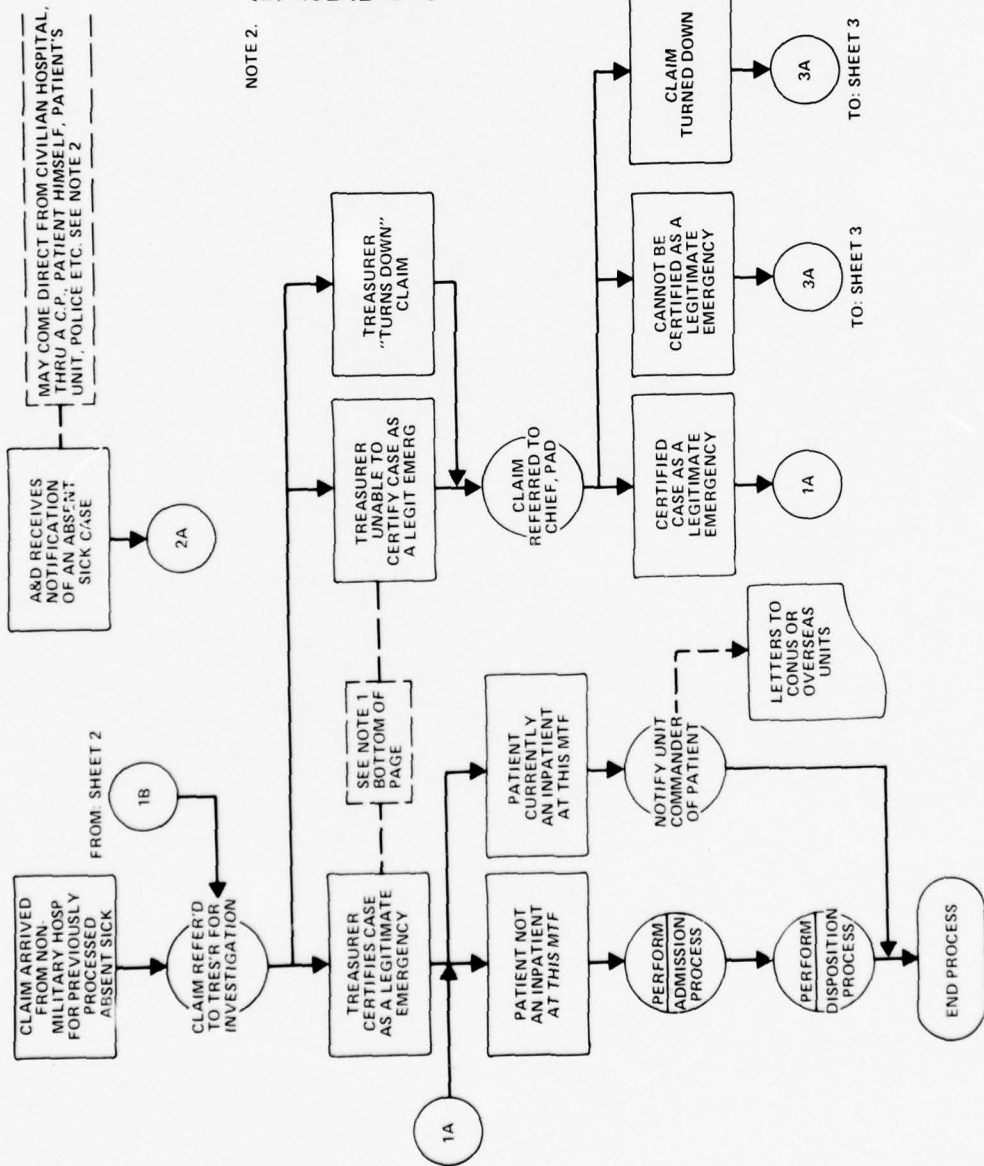 CLAIM ARRIVED
FROM NON-
MILITARY HOSP
FOR PREVIOUSLY
PROCESSED
ABSENT SICK
FROM: SHEET 2
1B
CLAIM REFER'D
TO TRES'R FOR
INVESTIGATION
A&D RECEIVES
NOTIFICATION
OF AN ABSENT
SICK CASE
2A
MAY COME DIRECT FROM CIVILIAN HOSPITAL,
THRU A C.P., PATIENT HIMSELF, PATIENT'S
UNIT, POLICE ETC. SEE NOTE 2
NOTE 2.
TREASURER
CERTIFIES CASE
AS A LEGITIMATE
EMERGENCY
SEE NOTE 1
BOTTOM OF
PAGE
TREASURER
UNABLE TO
CERTIFY CASE AS
A LEGIT EMERG
TREASURER
"TURNS DOWN"
CLAIM
1A
PATIENT NOT
AN INPATIENT
AT THIS MTF
PATIENT
CURRENTLY
AN INPATIENT
AT THIS MTF
CLAIM
REFERRED TO
CHIEF, PAD
PERFORM
ADMISSION
PROCESS
NOTIFY UNIT
COMMANDER
OF PATIENT
CERTIFIED
CASE AS A
LEGITIMATE
EMERGENCY
CANNOT BE
CERTIFIED AS A
LEGITIMATE
EMERGENCY
CLAIM
TURNED DOWN
PERFORM
DISPOSITION
PROCESS
LETTERS TO
CONUS OR
OVERSEAS
UNITS
1A
3A
3A
TO: SHEET 3
TO: SHEET 3
END PROCESS